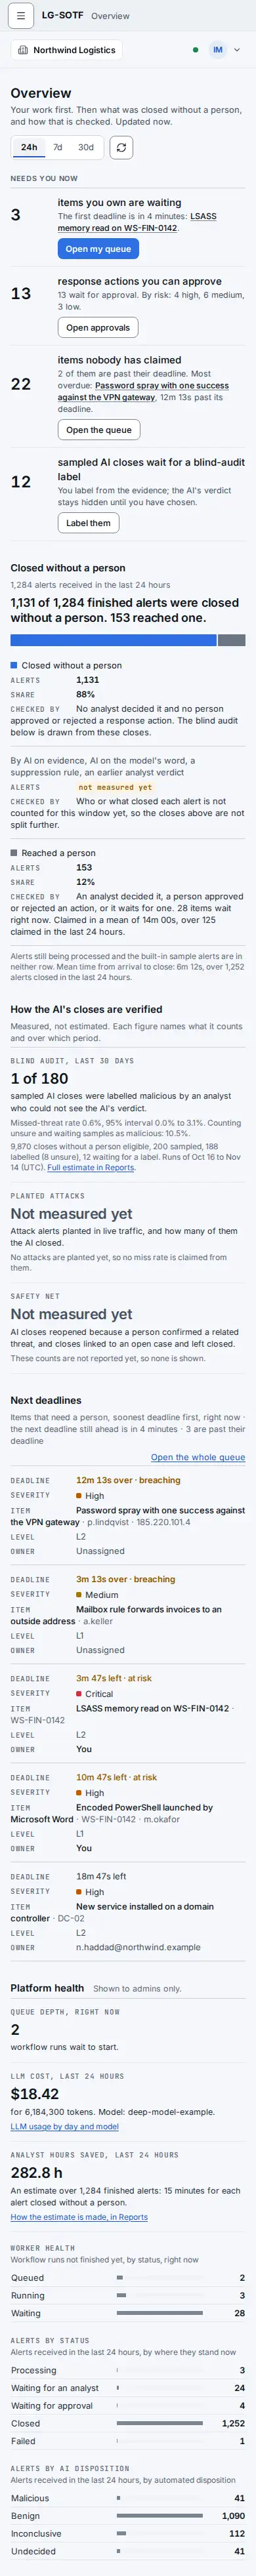 LG-SOTF Overview
Northwind Logistics IM
Overview
Your work first. Then what was closed without a person,
and how that is checked. Updated now.
24h 7d 30d
NEEDS YOU NOW
3
items you own are waiting
The first deadline is in 4 minutes: LSASS
memory read on WS-FIN-0142.
Open my queue
13
response actions you can approve
13 wait for approval. By risk: 4 high, 6 medium,
3 low.
Open approvals
22
items nobody has claimed
2 of them are past their deadline. Most
overdue: Password spray with one success
against the VPN gateway, 12m 13s past its
deadline.
Open the queue
12
sampled AI closes wait for a blind-audit
label
You label from the evidence; the AI's verdict
stays hidden until you have chosen.
Label them
Closed without a person
1,284 alerts received in the last 24 hours
1,131 of 1,284 finished alerts were closed
without a person. 153 reached one.
Closed without a person
ALERTS 1,131
SHARE 88%
CHECKED BY No analyst decided it and no person
approved or rejected a response action. The blind audit
below is drawn from these closes.
By AI on evidence, AI on the model's word, a
suppression rule, an earlier analyst verdict
ALERTS not measured yet
CHECKED BY Who or what closed each alert is not
counted for this window yet, so the closes above are not
split further.
Reached a person
ALERTS 153
SHARE 12%
CHECKED BY An analyst decided it, a person approved
or rejected an action, or it waits for one. 28 items wait
right now. Claimed in a mean of 14m 00s, over 125
claimed in the last 24 hours.
Alerts still being processed and the built-in sample alerts are in
neither row. Mean time from arrival to close: 6m 12s, over 1,252
alerts closed in the last 24 hours.
How the AI's closes are verified
Measured, not estimated. Each figure names what it counts
and over which period.
BLIND AUDIT, LAST 30 DAYS
1 of 180
sampled AI closes were labelled malicious by an analyst
who could not see the AI's verdict.
Missed-threat rate 0.6%, 95% interval 0.0% to 3.1%. Counting
unsure and waiting as malicious: 10.5%.
9,870 closes without a person eligible, 200 sampled, 188
labelled (8 unsure), 12 waiting for a label. Runs of Oct 16 to Nov
14 (UTC). Full estimate in Reports.
PLANTED ATTACKS
Not measured yet
Attack alerts planted in live traffic, and how many of them
the AI closed.
No attacks are planted yet, so no miss rate is claimed from
them.
SAFETY NET
Not measured yet
AI closes reopened because a person confirmed a related
threat, and closes linked to an open case and left closed.
These counts are not reported yet, so none is shown.
Next deadlines
Items that need a person, soonest deadline first, right now ·
the next deadline still ahead is in 4 minutes · 3 are past their
deadline
Open the whole queue
DEADLINE 12m 13s over · breaching
SEVERITY High
ITEM Password spray with one success against
the VPN gateway · p.lindqvist · 185.220.101.4
LEVEL L2
OWNER Unassigned
DEADLINE 3m 13s over · breaching
SEVERITY Medium
ITEM Mailbox rule forwards invoices to an
outside address · a.keller
LEVEL L1
OWNER Unassigned
DEADLINE 3m 47s left · at risk
SEVERITY Critical
ITEM LSASS memory read on WS-FIN-0142 ·
WS-FIN-0142
LEVEL L2
OWNER You
DEADLINE 10m 47s left · at risk
SEVERITY High
ITEM Encoded PowerShell launched by
Microsoft Word · WS-FIN-0142 · m.okafor
LEVEL L1
OWNER You
DEADLINE 18m 47s left
SEVERITY High
ITEM New service installed on a domain
controller · DC-02
LEVEL L2
OWNER n.haddad@northwind.example
Platform health Shown to admins only.
QUEUE DEPTH, RIGHT NOW
2
workflow runs wait to start.
LLM COST, LAST 24 HOURS
$18.42
for 6,184,300 tokens. Model: deep-model-example.
LLM usage by day and model
ANALYST HOURS SAVED, LAST 24 HOURS
282.8 h
An estimate over 1,284 finished alerts: 15 minutes for each
alert closed without a person.
How the estimate is made, in Reports
WORKER HEALTH
Workflow runs not finished yet, by status, right now
Queued 2
Running 3
Waiting 28
ALERTS BY STATUS
Alerts received in the last 24 hours, by where they stand now
Processing 3
Waiting for an analyst 24
Waiting for approval 4
Closed 1,252
Failed 1
ALERTS BY AI DISPOSITION
Alerts received in the last 24 hours, by automated disposition
Malicious 41
Benign 1,090
Inconclusive 112
Undecided 41